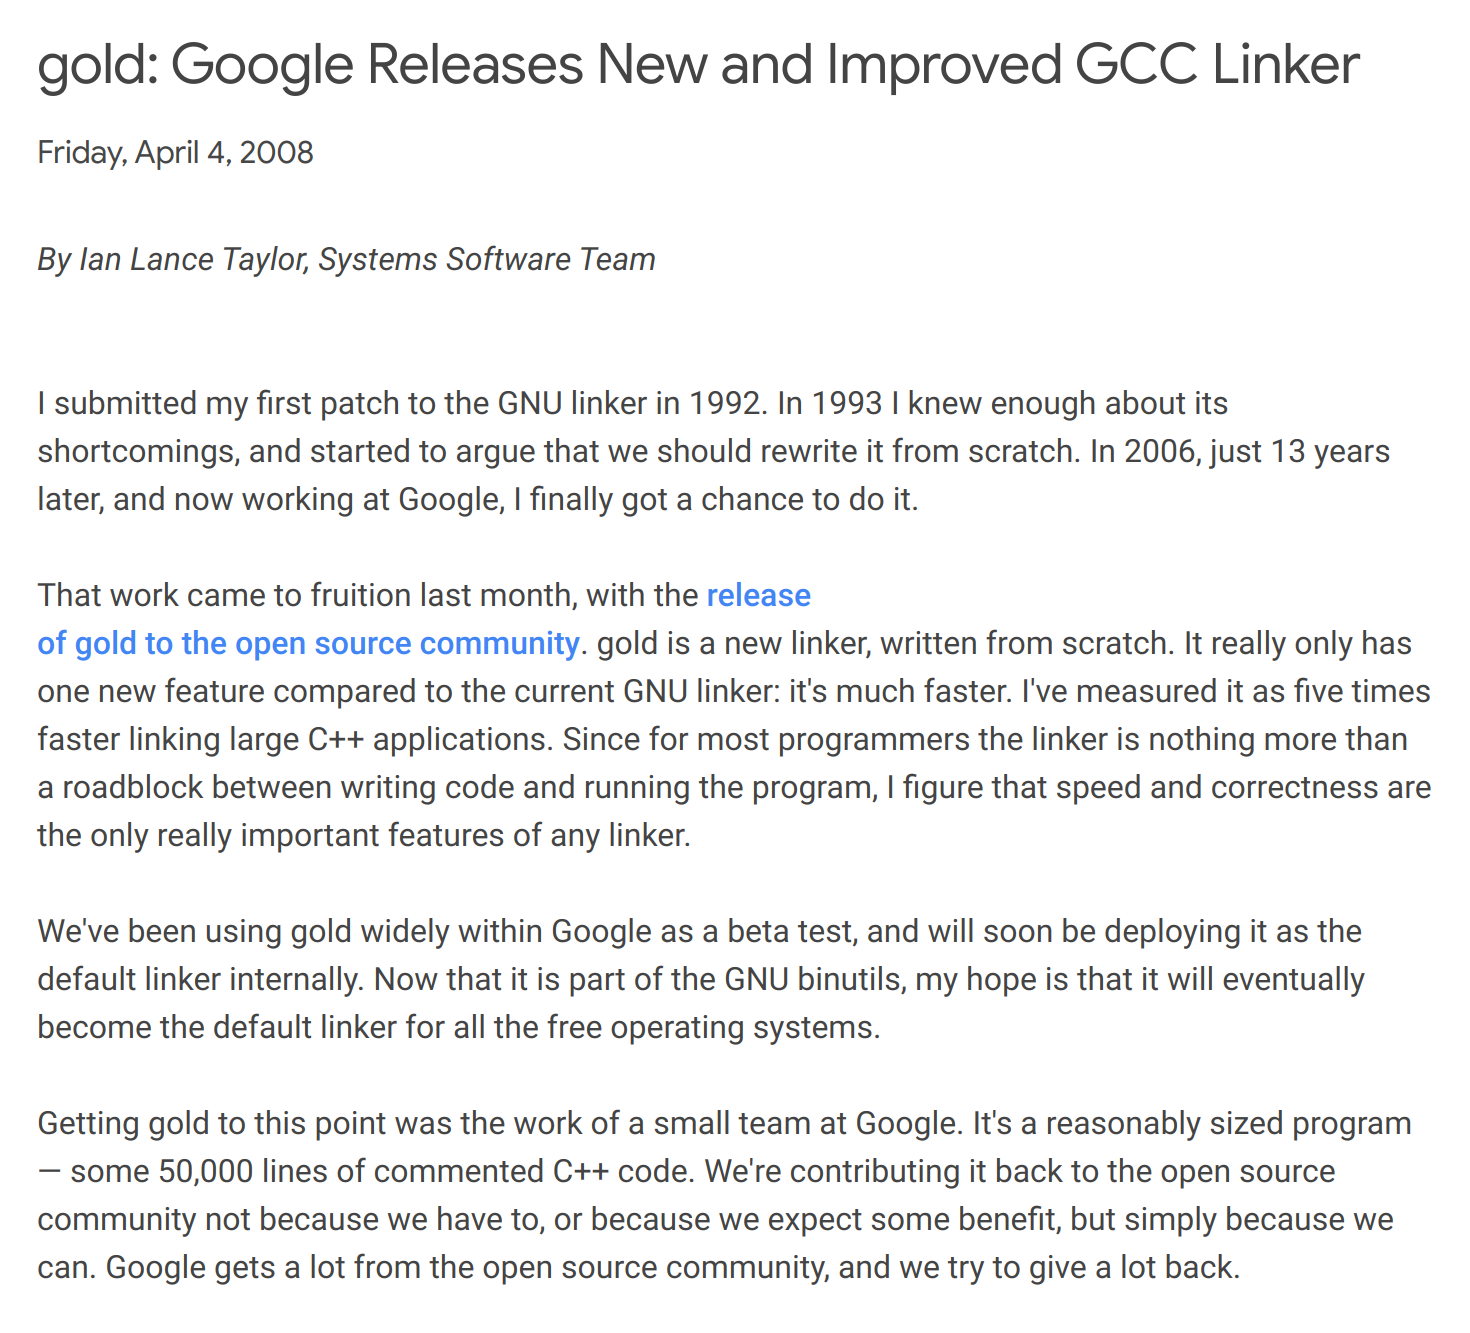 gold: Google Releases New and Improved GCC Linker
Friday, April 4, 2008
By Ian Lance Taylor, Systems Software Team
I submitted my first patch to the GNU linker in 1992. In 1993 I knew enough about its
shortcomings, and started to argue that we should rewrite it from scratch. In 2006, just 13 years
later, and now working at Google, I finally got a chance to do it.
That work came to fruition last month, with the release
of gold to the open source community. gold is a new linker, written from scratch. It really only has
one new feature compared to the current GNU linker: it's much faster. I've measured it as five times
faster linking large C++ applications. Since for most programmers the linker is nothing more than
a roadblock between writing code and running the program, I figure that speed and correctness are
the only really important features of any linker.
We've been using gold widely within Google as a beta test, and will soon be deploying it as the
default linker internally. Now that it is part of the GNU binutils, my hope is that it will eventually
become the default linker for all the free operating systems.
Getting gold to this point was the work of a small team at Google. It's a reasonably sized program
— some 50,000 lines of commented C++ code. We're contributing it back to the open source
community not because we have to, or because we expect some benefit, but simply because we
can. Google gets a lot from the open source community, and we try to give a lot back.